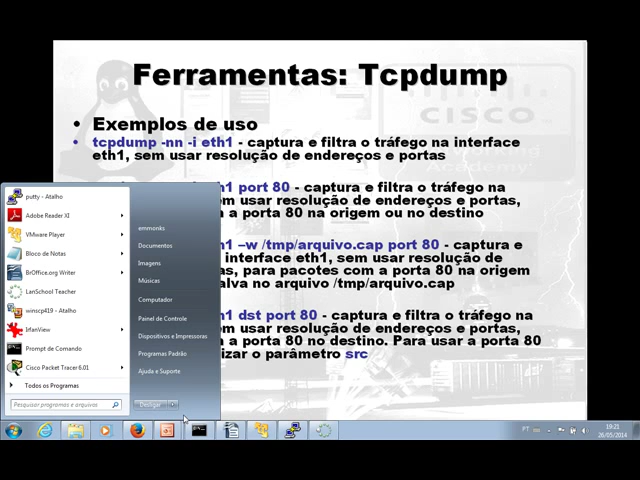 Ferramentas: Tcpdump
CISCO
Academy
• Exemplos de uso
• tcpdump -nn -i eth1 - captura e filtra o tráfego na interface
eth1, sem usar resolução de endereços e portas
h1 port 80 - captura e filtra o tráfego na
em usar resolução de endereços e portas,
a a porta 80 na origem ou no destino
h1 –w /tmp/arquivo.cap port 80 - captura e
interface eth1, sem usar resolução de
as, para pacotes com a porta 80 na origem
alva no arquivo /tmp/arquivo.cap
h1 dst port 80 - captura e filtra o tráfego na
em usar resolução de endereços e portas,
a a porta 80 no destino. Para usar a porta 80
izar o parâmetro src
putty - Atalho
Adobe Reader XI
VMware Player
Bloco de Notas
BrOffice.org Writer
LanSchool Teacher
winscp419 - Atalho
IrfanView
Prompt de Comando
Cisco Packet Tracer 6.01
Todos os Programas
Pesquisar programas e arquivos
emmonks
Documentos
Imagens
Músicas
Computador
Painel de Controle
Dispositivos e Impressoras
Programas Padrão
Ajuda e Suporte
Desligar
PT
19:21
26/05/2014